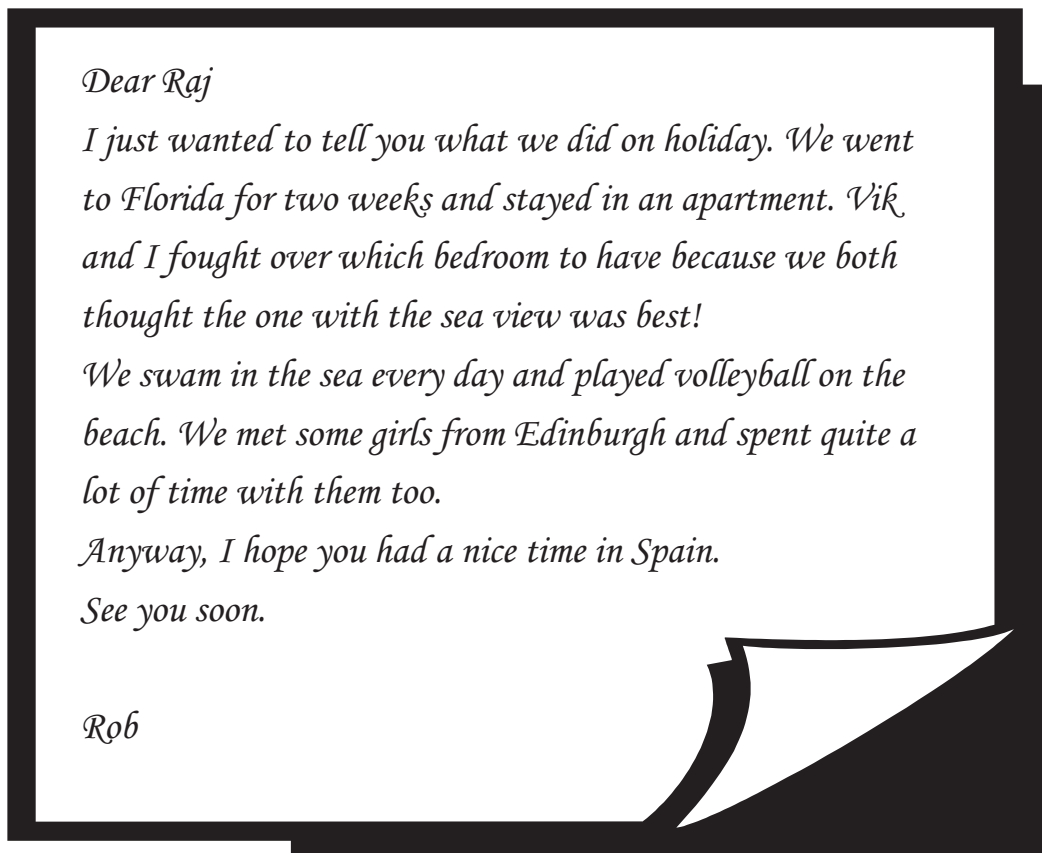 Dear Raj
I just wanted to tell you what we did on holiday. We went
to Florida for two weeks and stayed in an apartment. Vik
and I fought over which bedroom to have because we both
thought the one with the sea view was best!
We swam in the sea every day and played volleyball on the
beach. We met some girls from Edinburgh and spent quite a
lot of time with them too.
Anyway, I hope you had a nice time in Spain.
See you soon.
Rob